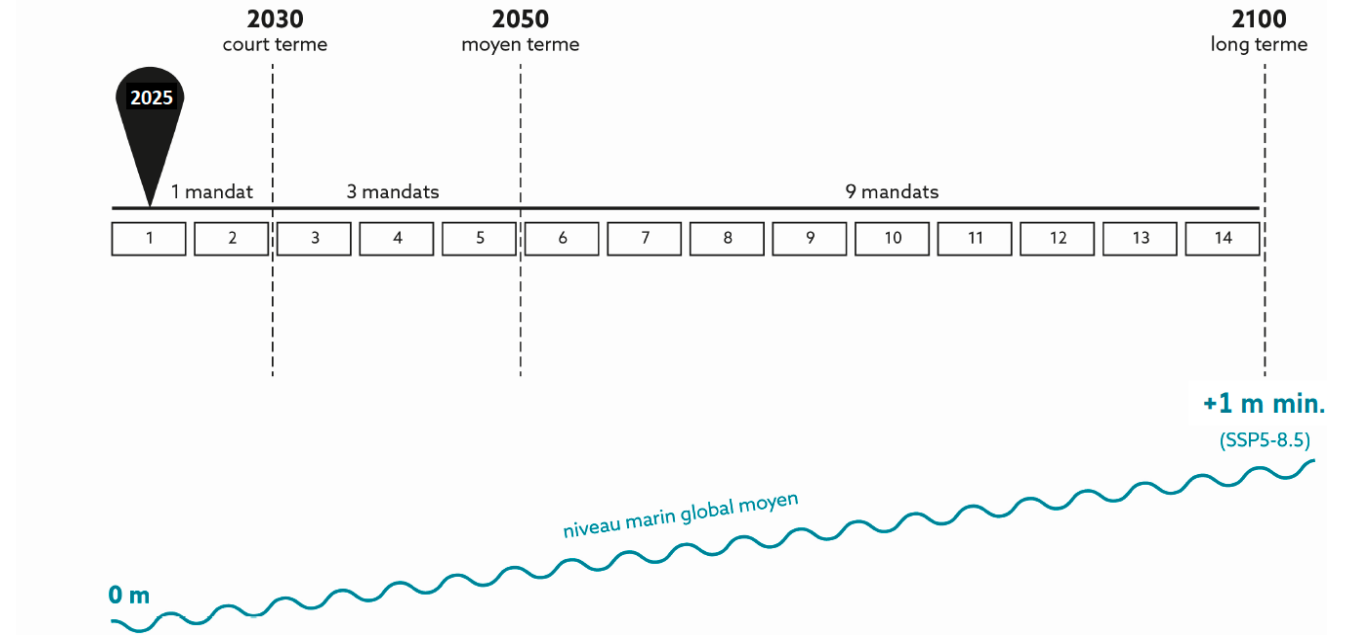 2030
court terme
2050
moyen terme
2100
long terme
2025
1 mandat
3 mandats
9 mandats
1
2
3
4
5
6
7
8
9
10
11
12
13
14
+1 m min.
(SSP5-8.5)
niveau marin global moyen
0 m